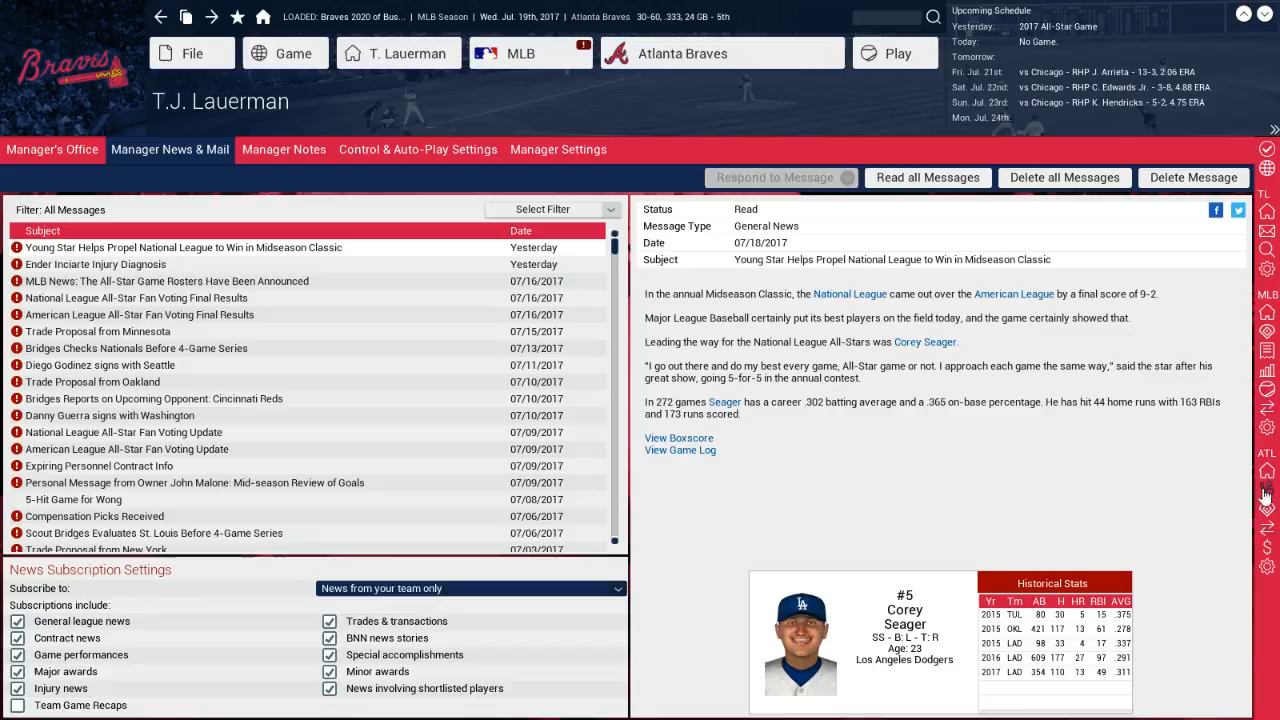 LOADED: Braves 2020 of Bus... | MLB Season | Wed. Jul. 19th, 2017 | Atlanta Braves 30-60, .333, 24 GB - 5th
Upcoming Schedule
Yesterday: 2017 All-Star Game
Today: No Game.
Tomorrow:
Fri. Jul. 21st: vs Chicago - RHP J. Arrieta - 13-3, 2.06 ERA
Sat. Jul. 22nd: vs Chicago - RHP C. Edwards Jr. - 3-8, 4.88 ERA
Sun. Jul. 23rd: vs Chicago - RHP K. Hendricks - 5-2, 4.75 ERA
Mon. Jul. 24th:
Braves
File
Game
T. Lauerman
MLB
Atlanta Braves
Play
T.J. Lauerman
Manager's Office
Manager News & Mail
Manager Notes
Control & Auto-Play Settings
Manager Settings
Respond to Message
Read all Messages
Delete all Messages
Delete Message
Filter: All Messages
Select Filter
Subject Date
Young Star Helps Propel National League to Win in Midseason Classic Yesterday
Ender Inciarte Injury Diagnosis Yesterday
MLB News: The All-Star Game Rosters Have Been Announced 07/16/2017
National League All-Star Fan Voting Final Results 07/16/2017
American League All-Star Fan Voting Final Results 07/16/2017
Trade Proposal from Minnesota 07/15/2017
Bridges Checks Nationals Before 4-Game Series 07/13/2017
Diego Godinez signs with Seattle 07/11/2017
Trade Proposal from Oakland 07/10/2017
Bridges Reports on Upcoming Opponent: Cincinnati Reds 07/10/2017
Danny Guerra signs with Washington 07/10/2017
National League All-Star Fan Voting Update 07/09/2017
American League All-Star Fan Voting Update 07/09/2017
Expiring Personnel Contract Info 07/09/2017
Personal Message from Owner John Malone: Mid-season Review of Goals 07/09/2017
5-Hit Game for Wong 07/08/2017
Compensation Picks Received 07/06/2017
Scout Bridges Evaluates St. Louis Before 4-Game Series 07/06/2017
Trade Proposal from New York 07/03/2017
News Subscription Settings
Subscribe to: News from your team only
Subscriptions include:
General league news Trades & transactions
Contract news BNN news stories
Game performances Special accomplishments
Major awards Minor awards
Injury news News involving shortlisted players
Team Game Recaps
Status Read
Message Type General News
Date 07/18/2017
Subject Young Star Helps Propel National League to Win in Midseason Classic
In the annual Midseason Classic, the National League came out over the American League by a final score of 9-2.
Major League Baseball certainly put its best players on the field today, and the game certainly showed that.
Leading the way for the National League All-Stars was Corey Seager.
"I go out there and do my best every game, All-Star game or not. I approach each game the same way," said the star after his
great show, going 5-for-5 in the annual contest.
In 272 games Seager has a career .302 batting average and a .365 on-base percentage. He has hit 44 home runs with 163 RBIs
and 173 runs scored.
View Boxscore
View Game Log
#5
Corey
Seager
SS - B: L - T: R
Age: 23
Los Angeles Dodgers
Historical Stats
Yr Tm AB H HR RBI AVG
2015 TUL 80 30 5 15 .375
2015 OKL 421 117 13 61 .278
2015 LAD 98 33 4 17 .337
2016 LAD 609 177 27 97 .291
2017 LAD 354 110 13 49 .311
TL
MLB
ATL